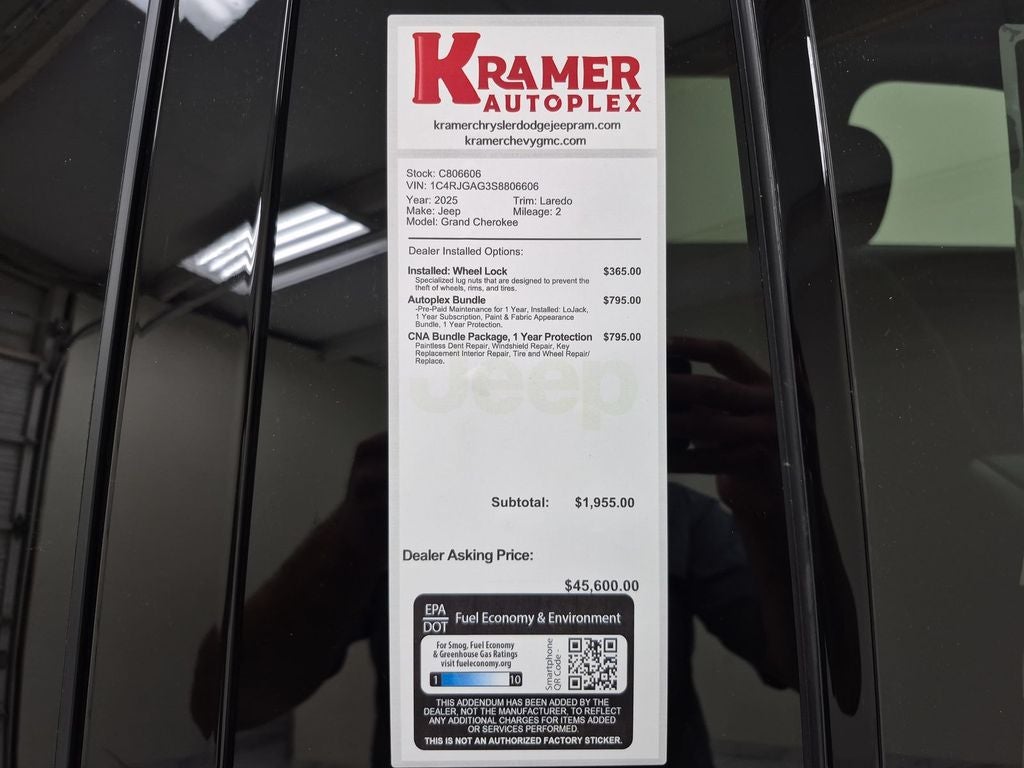 KRAMER
AUTOPLEX
kramerchryslerdodgejeepram.com
kramerchevygmc.com
Stock: C806606
VIN: 1C4RJGAG3S8806606
Year: 2025 Trim: Laredo
Make: Jeep Mileage: 2
Model: Grand Cherokee
Dealer Installed Options:
Installed: Wheel Lock $365.00
Specialized lug nuts that are designed to prevent the
theft of wheels, rims, and tires.
Autoplex Bundle $795.00
-Pre-Paid Maintenance for 1 Year, Installed: LoJack,
1 Year Subscription, Paint & Fabric Appearance
Bundle, 1 Year Protection.
CNA Bundle Package, 1 Year Protection $795.00
Paintless Dent Repair, Windshield Repair, Key
Replacement Interior Repair, Tire and Wheel Repair/
Replace.
Jeep
Subtotal: $1,955.00
Dealer Asking Price:
$45,600.00
EPA
DOT Fuel Economy & Environment
For Smog, Fuel Economy
& Greenhouse Gas Ratings
visit fueleconomy.org
1 10
Smartphone
QR Code -
THIS ADDENDUM HAS BEEN ADDED BY THE
DEALER, NOT THE MANUFACTURER, TO REFLECT
ANY ADDITIONAL CHARGES FOR ITEMS ADDED
OR SERVICES PERFORMED.
THIS IS NOT AN AUTHORIZED FACTORY STICKER.